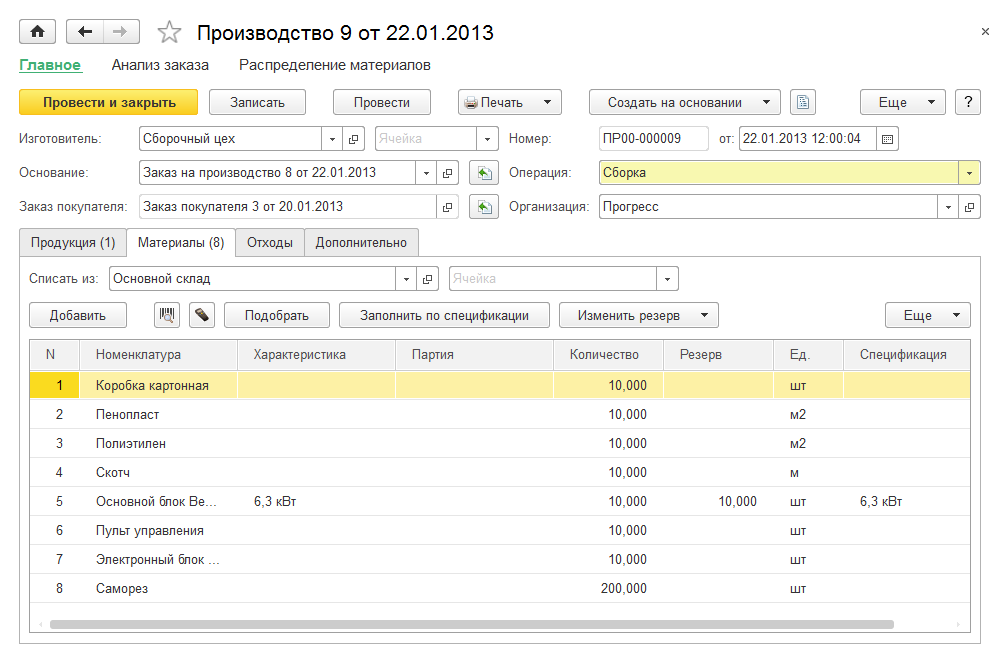 Производство 9 от 22.01.2013
Главное Анализ заказа Распределение материалов
Провести и закрыть Записать Провести Печать Создать на основании Еще ?
Изготовитель: Сборочный цех Ячейка Номер: ПР00-000009 от: 22.01.2013 12:00:04
Основание: Заказ на производство 8 от 22.01.2013 Операция: Сборка
Заказ покупателя: Заказ покупателя 3 от 20.01.2013 Организация: Прогресс
Продукция (1) Материалы (8) Отходы Дополнительно
Списать из: Основной склад Ячейка
Добавить Подобрать Заполнить по спецификации Изменить резерв Еще
N Номенклатура Характеристика Партия Количество Резерв Ед. Спецификация
1 Коробка картонная 10,000 шт
2 Пенопласт 10,000 м2
3 Полиэтилен 10,000 м2
4 Скотч 10,000 м
5 Основной блок Ве... 6,3 кВт 10,000 10,000 шт 6,3 кВт
6 Пульт управления 10,000 шт
7 Электронный блок ... 10,000 шт
8 Саморез 200,000 шт